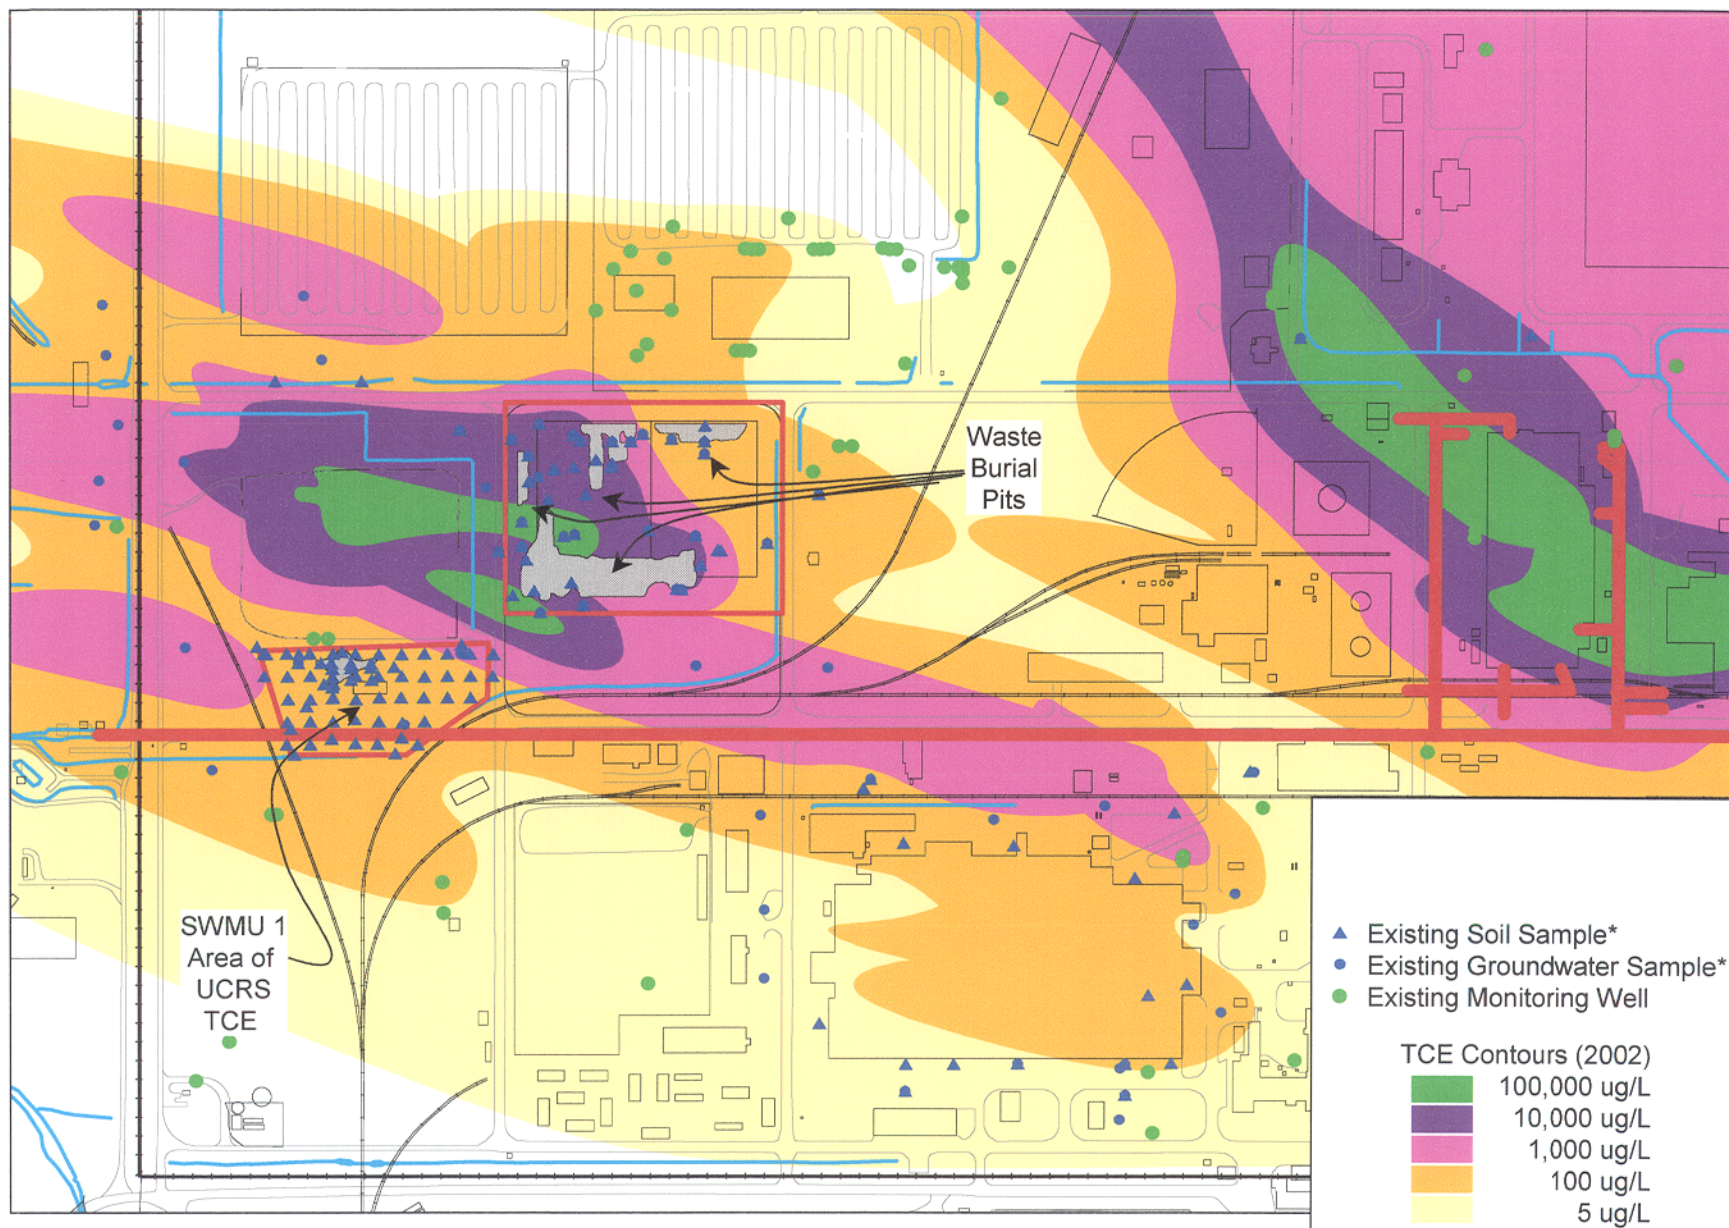 Waste
Burial
Pits
SWMU 1
Area of
UCRS
TCE
Existing Soil Sample*
Existing Groundwater Sample*
Existing Monitoring Well
TCE Contours (2002)
100,000 ug/L
10,000 ug/L
1,000 ug/L
100 ug/L
5 ug/L